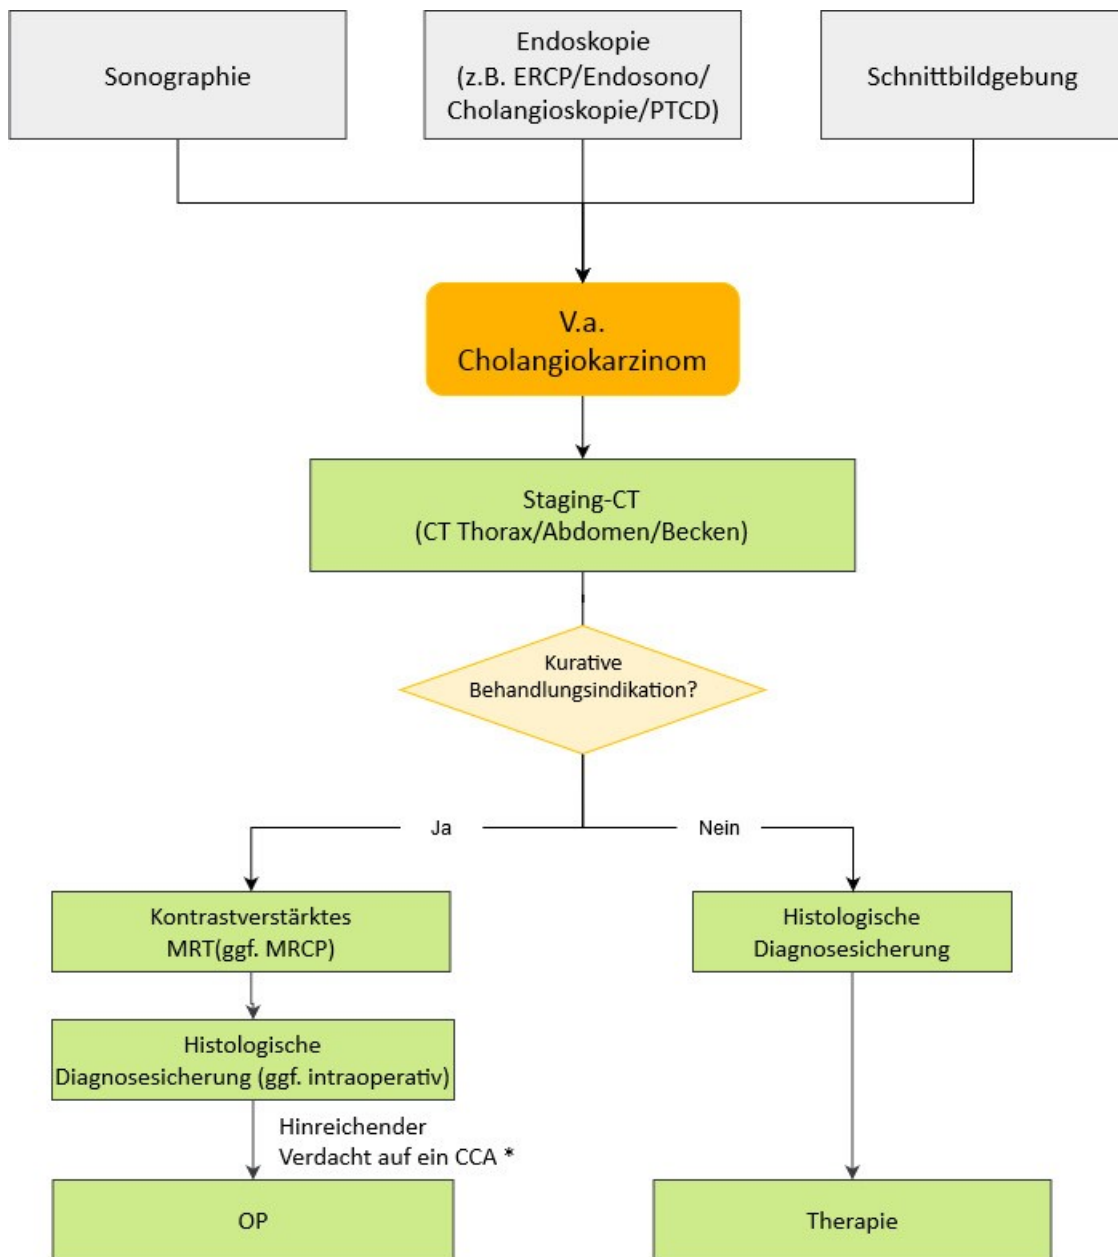 Sonographie
Endoskopie
(z.B. ERCP/Endosono/
Cholangioskopie/PTCD)
Schnittbildgebung
V.a.
Cholangiokarzinom
Staging-CT
(CT Thorax/Abdomen/Becken)
Kurative
Behandlungsindikation?
Ja
Nein
Kontrastverstärktes
MRT(ggf. MRCP)
Histologische
Diagnosesicherung
Histologische
Diagnosesicherung (ggf. intraoperativ)
Hinreichender
Verdacht auf ein CCA *
OP
Therapie